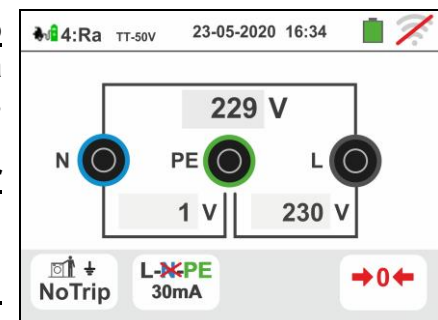 4:Ra TT-50V 23-05-2020 16:34
229 V
N PE L
1 V 230 V
NoTrip L-N-PE 30mA →0←